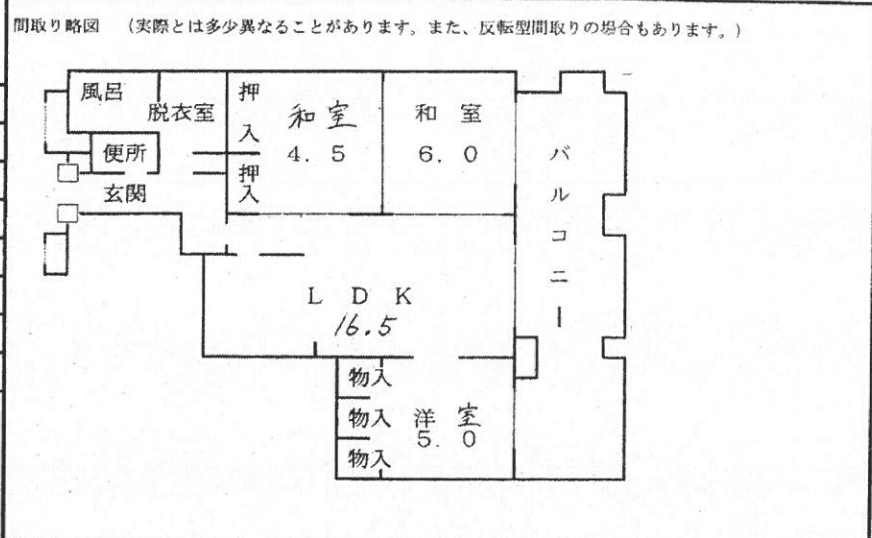 間取り略図 （実際とは多少異なることがあります。また、反転型間取りの場合もあります。）
風呂
脱衣室
押入
和室
4.5
和室
6.0
バルコニー
便所
押入
玄関
LDK
16.5
物入
物入
洋室
5.0
物入